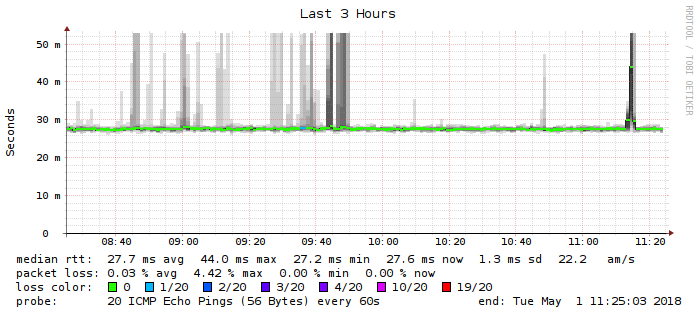 Last 3 Hours
RRDTOOL / TOBI OETIKER
Seconds
50 m
40 m
30 m
20 m
10 m
0
08:40 09:00 09:20 09:40 10:00 10:20 10:40 11:00 11:20
median rtt: 27.7 ms avg 44.0 ms max 27.2 ms min 27.6 ms now 1.3 ms sd 22.2 am/s
packet loss: 0.03 % avg 4.42 % max 0.00 % min 0.00 % now
loss color: 0 1/20 2/20 3/20 4/20 10/20 19/20
probe: 20 ICMP Echo Pings (56 Bytes) every 60s end: Tue May 1 11:25:03 2018